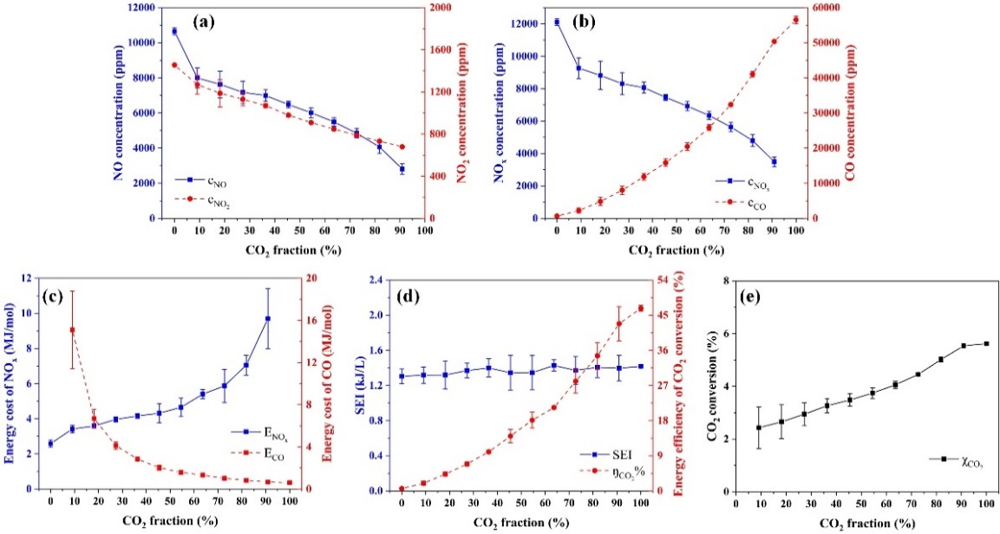 (a)
NO concentration (ppm)
12000
10000
8000
6000
4000
2000
0
NO₂ concentration (ppm)
2000
1600
1200
800
400
0
c_NO
c_NO₂
0 10 20 30 40 50 60 70 80 90 100
CO₂ fraction (%)
(b)
NOₓ concentration (ppm)
12000
10000
8000
6000
4000
2000
0
CO concentration (ppm)
60000
50000
40000
30000
20000
10000
0
c_NOₓ
c_CO
0 10 20 30 40 50 60 70 80 90 100
CO₂ fraction (%)
(c)
Energy cost of NOₓ (MJ/mol)
12
10
8
6
4
2
0
Energy cost of CO (MJ/mol)
20
16
12
8
4
0
E_NOₓ
E_CO
0 10 20 30 40 50 60 70 80 90 100
CO₂ fraction (%)
(d)
SEI (kJ/L)
2.4
2.0
1.6
1.2
0.8
0.4
0.0
Energy efficiency of CO₂ conversion (%)
54
45
36
27
18
9
0
SEI
η_CO₂%
0 10 20 30 40 50 60 70 80 90 100
CO₂ fraction (%)
(e)
CO₂ conversion (%)
8
6
4
2
0
χ_CO₂
0 10 20 30 40 50 60 70 80 90 100
CO₂ fraction (%)